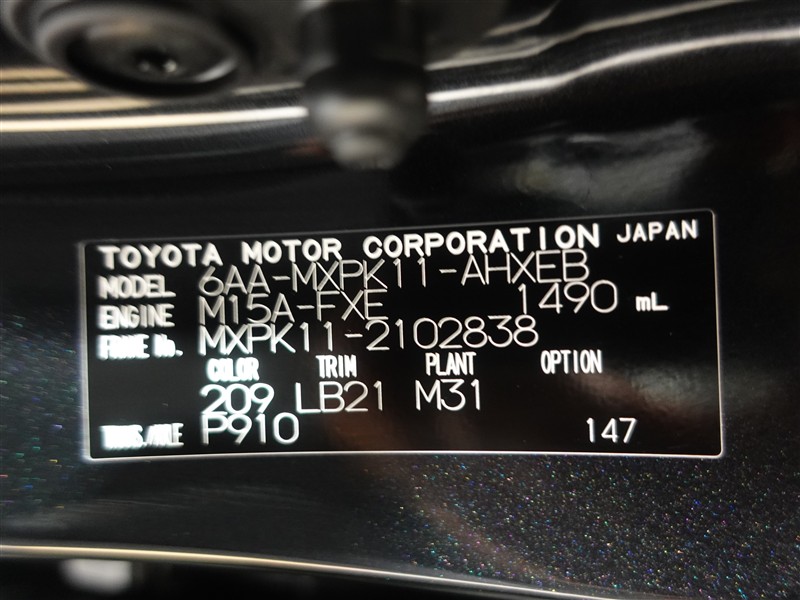 TOYOTA MOTOR CORPORATION JAPAN
MODEL 6AA-MXPK11-AHXEB
ENGINE M15A-FXE 1490 mL
FRAME No. MXPK11-2102838
COLOR TRIM PLANT OPTION
209 LB21 M31
TRANS./AXLE P910 147